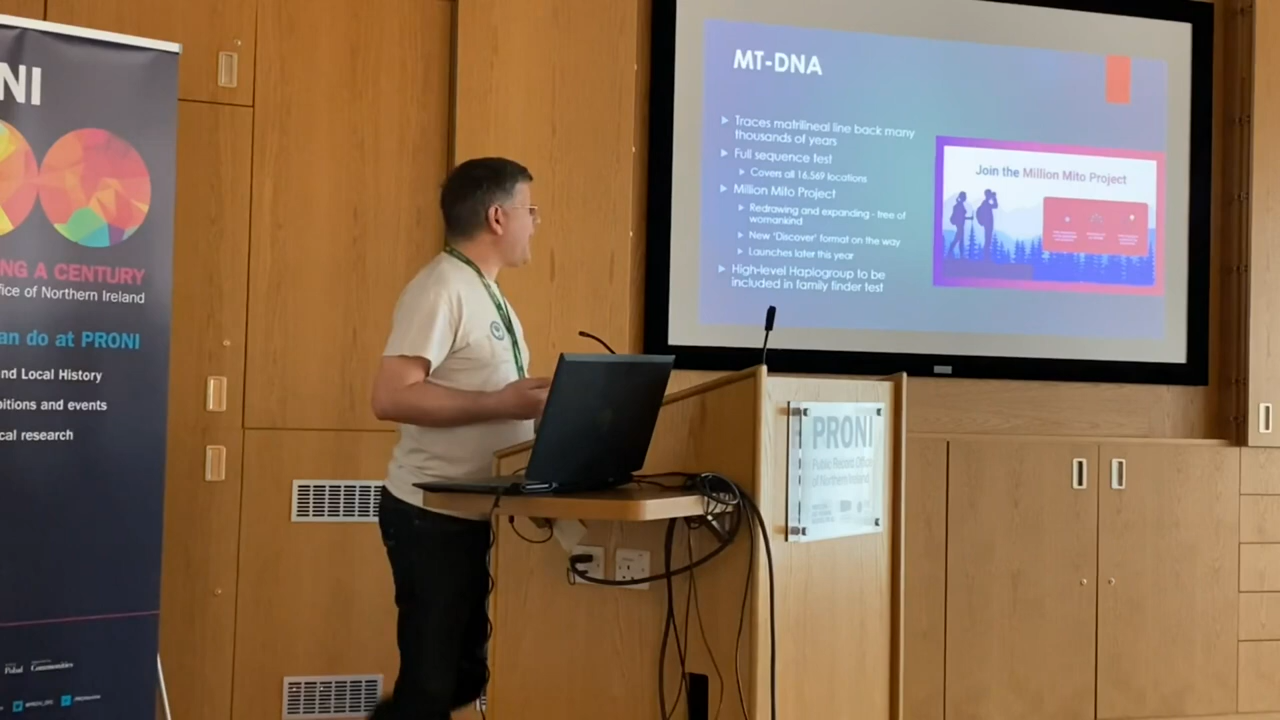 NI
NG A CENTURY
fice of Northern Ireland
an do at PRONI
nd Local History
bitions and events
cal research
Communities
MT-DNA
Traces matrilineal line back many
thousands of years
Full sequence test
Covers all 16,569 locations
Million Mito Project
Redrawing and expanding - tree of
womankind
New 'Discover' format on the way
Launches later this year
High-level Haplogroup to be
included in family finder test
Join the Million Mito Project
PRONI
Public Record Office
of Northern Ireland